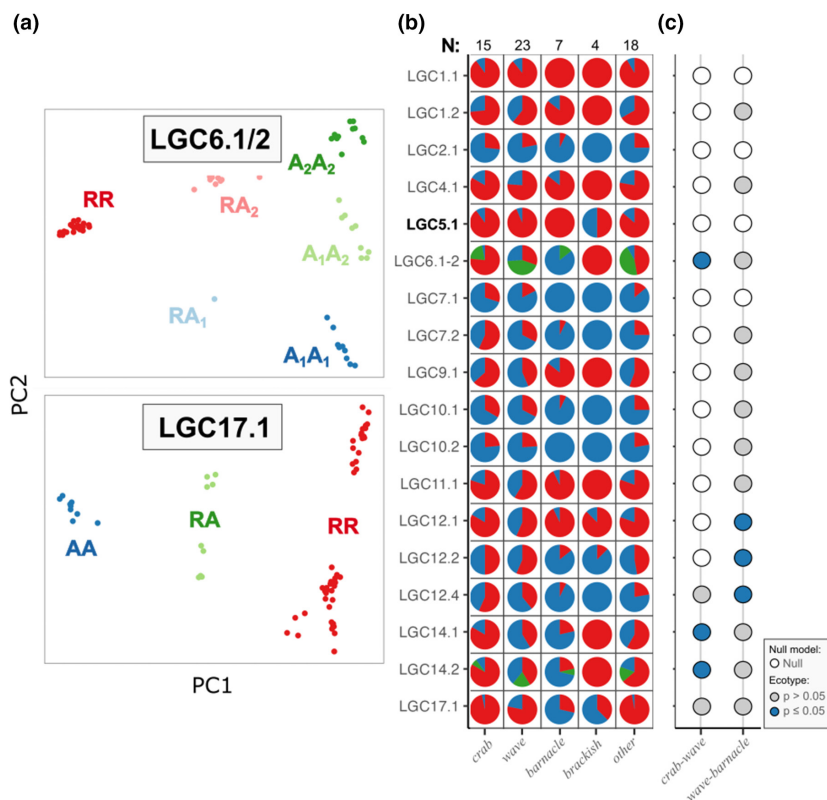 (a)
(b)
(c)
N: 15 23 7 4 18
LGC6.1/2
A₂A₂
RR
RA₂
A₁A₂
RA₁
A₁A₁
PC2
LGC17.1
RR
RA
AA
PC1
LGC1.1
LGC1.2
LGC2.1
LGC4.1
LGC5.1
LGC6.1-2
LGC7.1
LGC7.2
LGC9.1
LGC10.1
LGC10.2
LGC11.1
LGC12.1
LGC12.2
LGC12.4
LGC14.1
LGC14.2
LGC17.1
crab
wave
barnacle
brackish
other
crab-wave
wave-barnacle
Null model:
Null
Ecotype:
p > 0.05
p ≤ 0.05